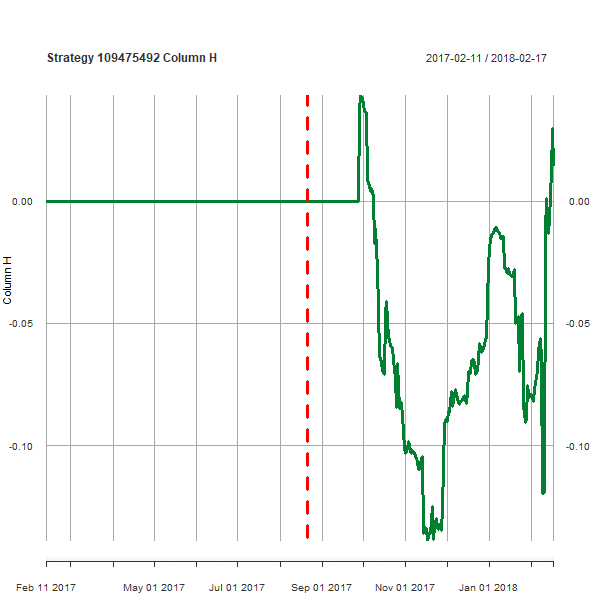 Strategy 109475492 Column H 2017-02-11 / 2018-02-17
0.00 0.00
-0.05 -0.05
-0.10 -0.10
Column H
Feb 11 2017 May 01 2017 Jul 01 2017 Sep 01 2017 Nov 01 2017 Jan 01 2018